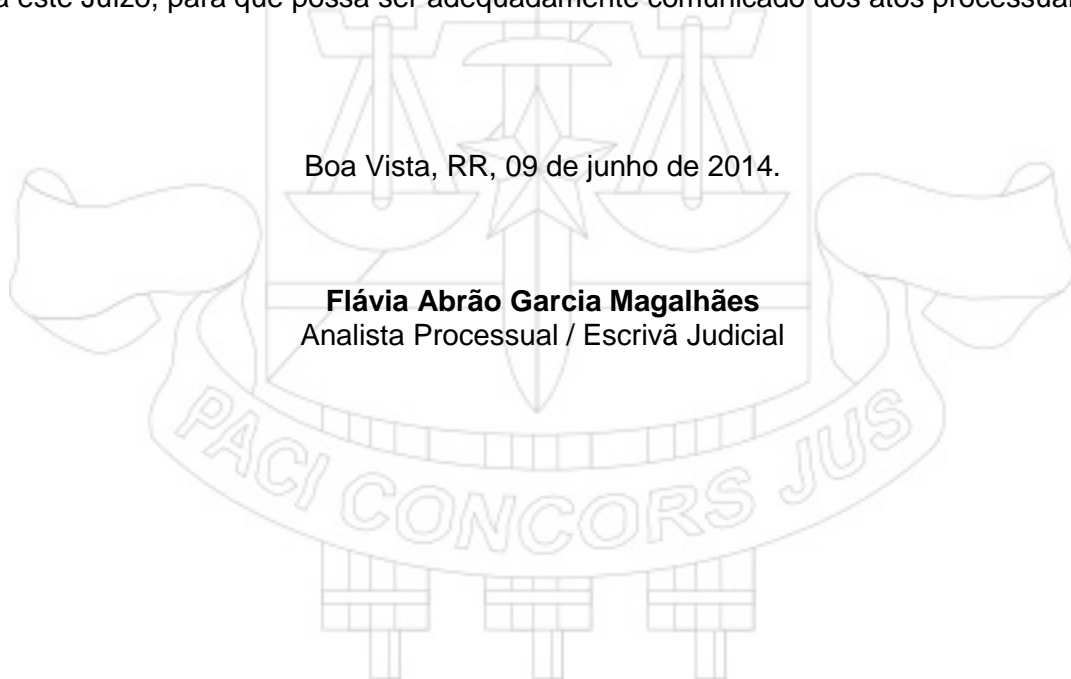 a este Juízo, para que possa ser adequadamente comunicado dos atos processuai
Boa Vista, RR, 09 de junho de 2014.
Flávia Abrão Garcia Magalhães
Analista Processual / Escrivã Judicial
PACI CONCORS JUS